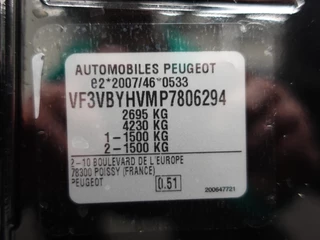 AUTOMOBILES PEUGEOT
e2*2007/46*0533
VF3VBYHVMP7806294
2695 KG
4230 KG
1-1500 KG
2-1500 KG
2-10 BOULEVARD DE L'EUROPE
78300 POISSY (FRANCE)
PEUGEOT 0.51
200647721